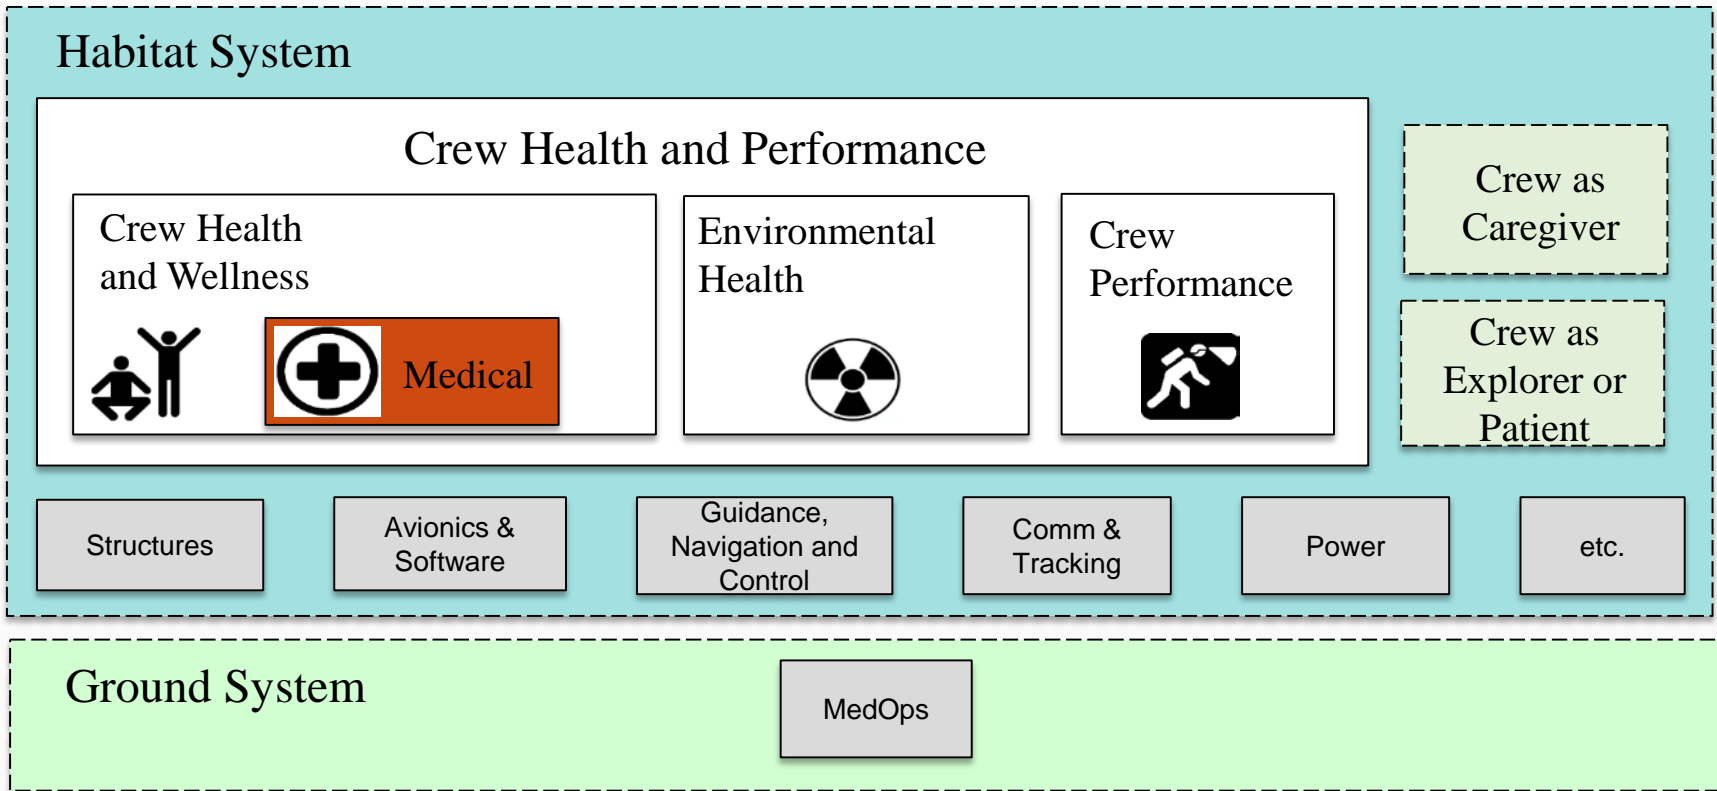 Habitat System
Crew Health and Performance
Crew Health
and Wellness
Medical
Environmental
Health
Crew
Performance
Crew as
Caregiver
Crew as
Explorer or
Patient
Structures
Avionics &
Software
Guidance,
Navigation and
Control
Comm &
Tracking
Power
etc.
Ground System
MedOps